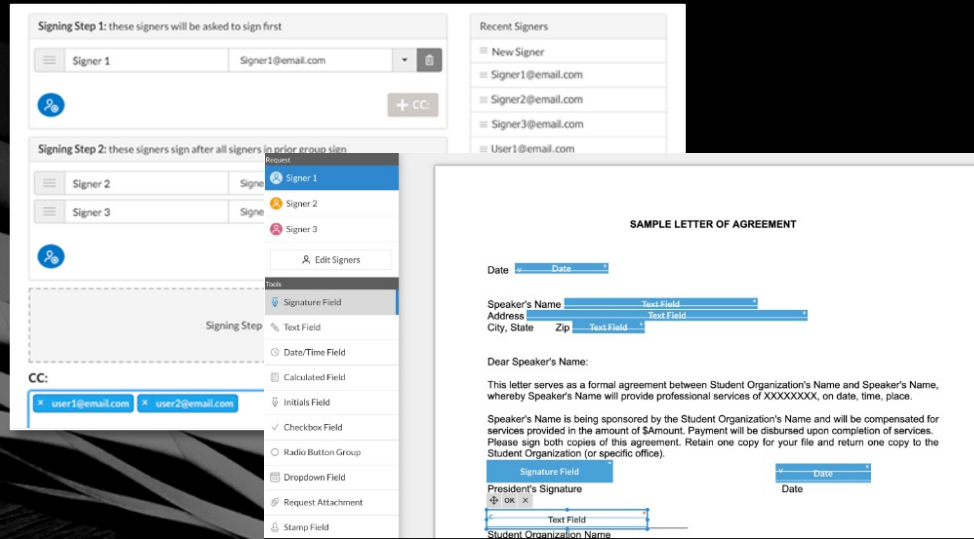 Signing Step 1: these signers will be asked to sign first
Signer 1
Signer1@email.com
+ CC:
Signing Step 2: these signers sign after all signers in prior group sign
Signer 2
Signe
Signer 3
Signe
Signing Step
CC:
× user1@email.com × user2@email.com
Recent Signers
New Signer
Signer1@email.com
Signer2@email.com
Signer3@email.com
User1@email.com
Request
Signer 1
Signer 2
Signer 3
Edit Signers
Tools
Signature Field
Text Field
Date/Time Field
Calculated Field
Initials Field
Checkbox Field
Radio Button Group
Dropdown Field
Request Attachment
Stamp Field
SAMPLE LETTER OF AGREEMENT
Date Date
Speaker's Name Text Field
Address Text Field
City, State Zip Text Field
Dear Speaker's Name:
This letter serves as a formal agreement between Student Organization's Name and Speaker's Name,
whereby Speaker's Name will provide professional services of XXXXXXXX, on date, time, place.
Speaker's Name is being sponsored by the Student Organization's Name and will be compensated for
services provided in the amount of $Amount. Payment will be disbursed upon completion of services.
Please sign both copies of this agreement. Retain one copy for your file and return one copy to the
Student Organization (or specific office).
Signature Field Date
President's Signature Date
OK ×
Text Field
Student Organization Name